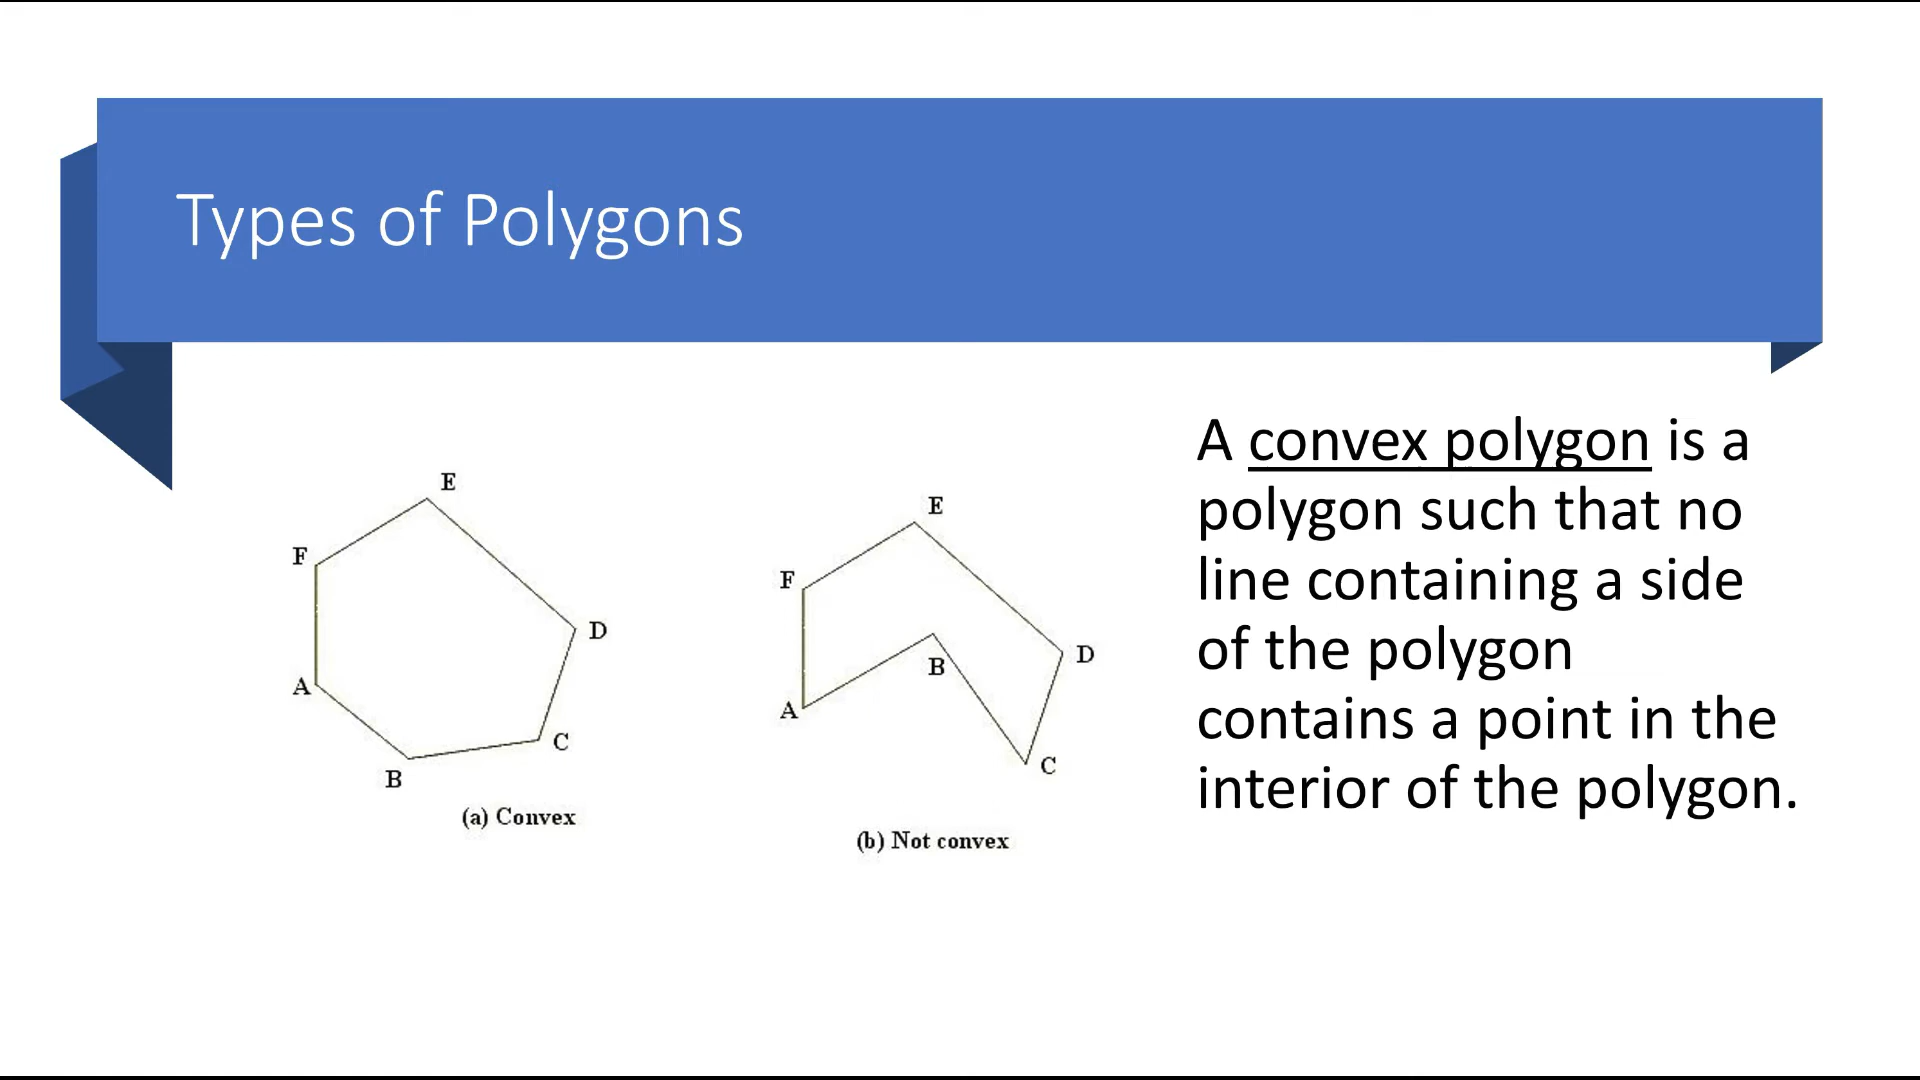 Types of Polygons
E
F
D
A
C
B
(a) Convex
E
F
D
B
A
C
(b) Not convex
A convex polygon is a
polygon such that no
line containing a side
of the polygon
contains a point in the
interior of the polygon.